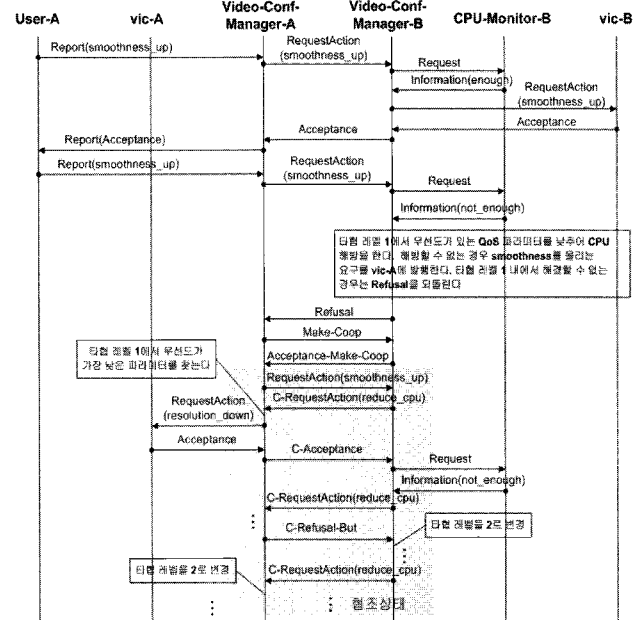 User-A
vic-A
Video-Conf-
Manager-A
Video-Conf-
Manager-B
CPU-Monitor-B
vic-B
Report(smoothness_up)
RequestAction
(smoothness_up)
Request
Information(enough)
RequestAction
(smoothness_up)
Acceptance
Acceptance
Report(Acceptance)
Report(smoothness_up)
RequestAction
(smoothness_up)
Request
Information(not_enough)
타협 레벨 1에서 우선도가 있는 QoS 파라미터를 낮추어 CPU
해방을 한다. 해방할 수 없는 경우 smoothness를 올리는
요구를 vic-A에 발행한다. 타협 레벨 1 내에서 해결할 수 없는
경우는 Refusal을 되돌린다
Refusal
Make-Coop
타협 레벨 1에서 우선도가
가장 낮은 파라미터를 찾는다
Acceptance-Make-Coop
RequestAction(smoothness_up)
C-RequestAction(reduce_cpu)
RequestAction
(resolution_down)
Acceptance
C-Acceptance
Request
Information(not_enough)
C-RequestAction(reduce_cpu)
C-Refusal-But
타협 레벨을 2로 변경
타협 레벨을 2로 변경
C-RequestAction(reduce_cpu)
협조상태